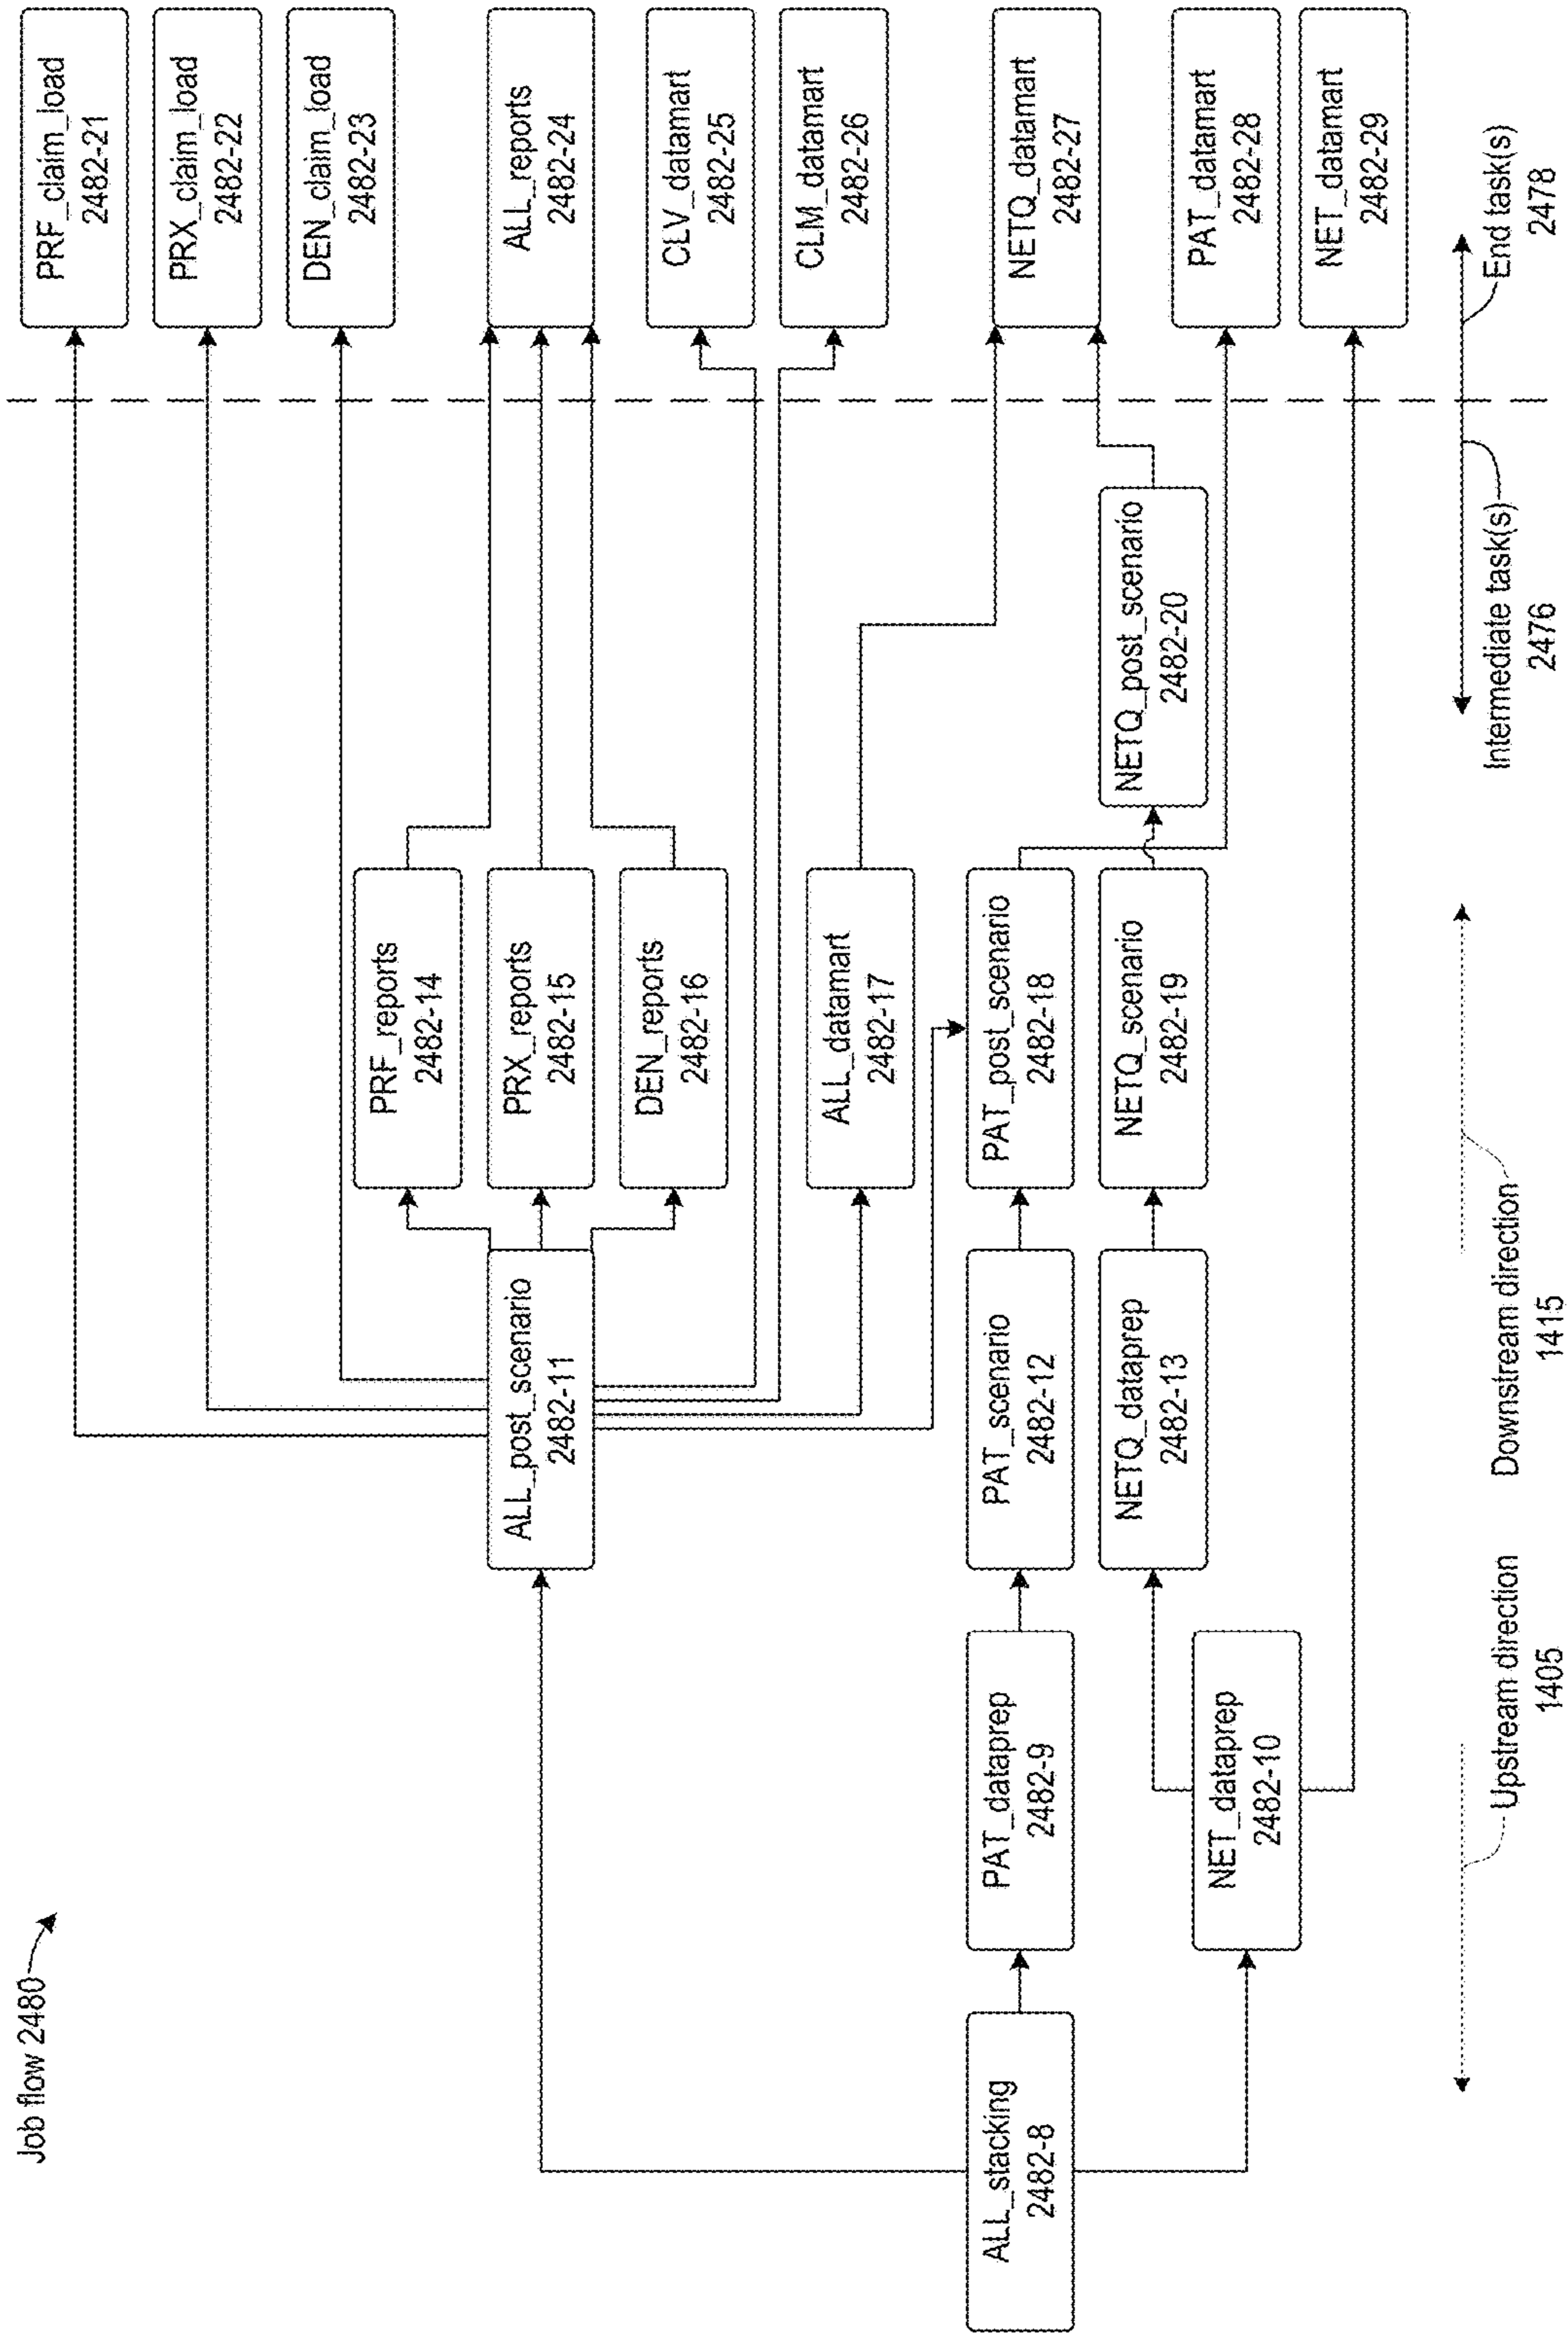 Job flow 2480
ALL_stacking
2482-8
PAT_dataprep
2482-9
NET_dataprep
2482-10
ALL_post_scenario
2482-11
PAT_scenario
2482-12
NETQ_dataprep
2482-13
PRF_reports
2482-14
PRX_reports
2482-15
DEN_reports
2482-16
ALL_datamart
2482-17
PAT_post_scenario
2482-18
NETQ_scenario
2482-19
NETQ_post_scenario
2482-20
PRF_claim_load
2482-21
PRX_claim_load
2482-22
DEN_claim_load
2482-23
ALL_reports
2482-24
CLV_datamart
2482-25
CLM_datamart
2482-26
NETQ_datamart
2482-27
PAT_datamart
2482-28
NET_datamart
2482-29
Upstream direction
1405
Downstream direction
1415
Intermediate task(s)
2476
End task(s)
2478